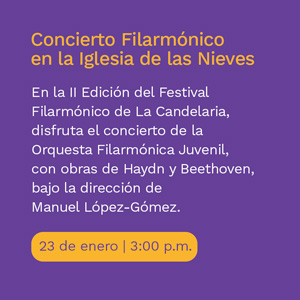 Concierto Filarmónico
en la Iglesia de las Nieves
En la II Edición del Festival
Filarmónico de La Candelaria,
disfruta el concierto de la
Orquesta Filarmónica Juvenil,
con obras de Haydn y Beethoven,
bajo la dirección de
Manuel López-Gómez.
23 de enero | 3:00 p.m.